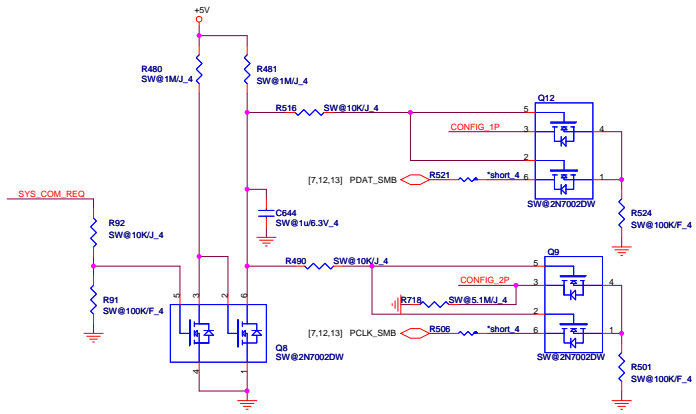 +5V
R480
SW@1M/J_4
R481
SW@1M/J_4
R516
SW@10K/J_4
Q12
5
CONFIG_1P
3
4
2
[7,12,13]
PDAT_SMB
R521
*short_4
6
1
SW@2N7002DW
SYS_COM_REQ
R92
SW@10K/J_4
C644
SW@1u/6.3V_4
R524
SW@100K/F_4
R490
SW@10K/J_4
Q9
5
CONFIG_2P
3
4
R718
SW@5.1M/J_4
2
R91
SW@100K/F_4
5
3
2
6
[7,12,13]
PCLK_SMB
R506
*short_4
6
1
SW@2N7002DW
Q8
SW@2N7002DW
4
1
R501
SW@100K/F_4